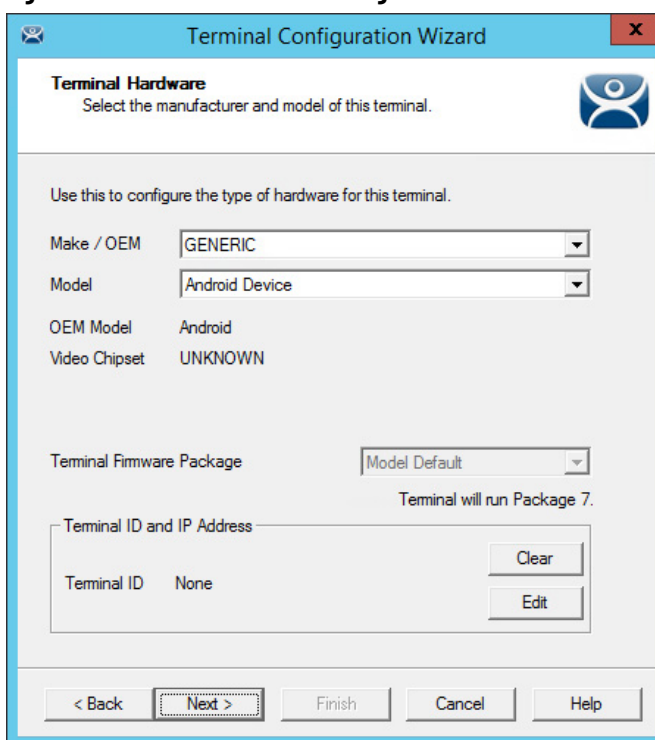 Terminal Configuration Wizard
x
Terminal Hardware
Select the manufacturer and model of this terminal.
Use this to configure the type of hardware for this terminal.
Make / OEM GENERIC
Model Android Device
OEM Model Android
Video Chipset UNKNOWN
Terminal Firmware Package Model Default
Terminal will run Package 7.
Terminal ID and IP Address
Clear
Terminal ID None
Edit
< Back Next > Finish Cancel Help